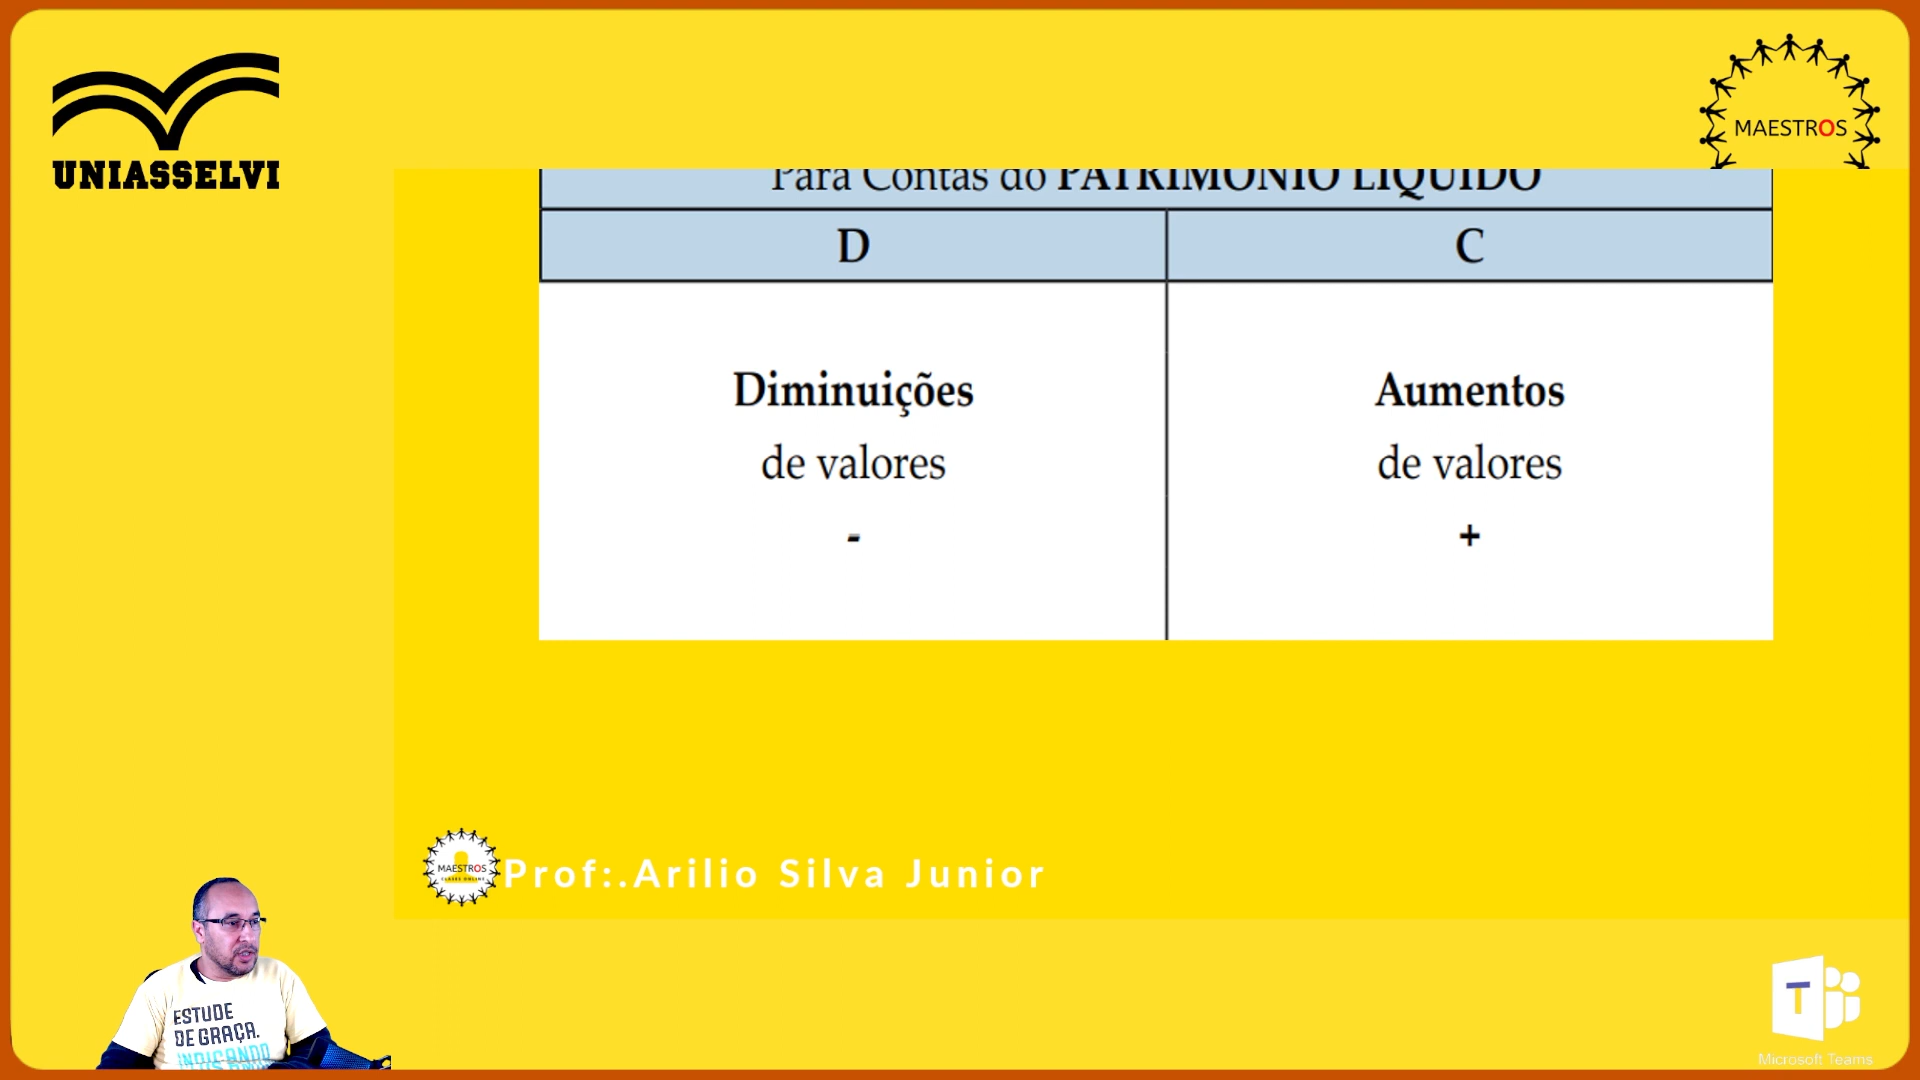 UNIASSELVI
MAESTROS
Para Contas do PATRIMÔNIO LÍQUIDO
D
C
Diminuições
de valores
-
Aumentos
de valores
+
MAESTROS
Prof:.Arilio Silva Junior
ESTUDE
DE GRAÇA.
INDICANDO
T
Microsoft Teams